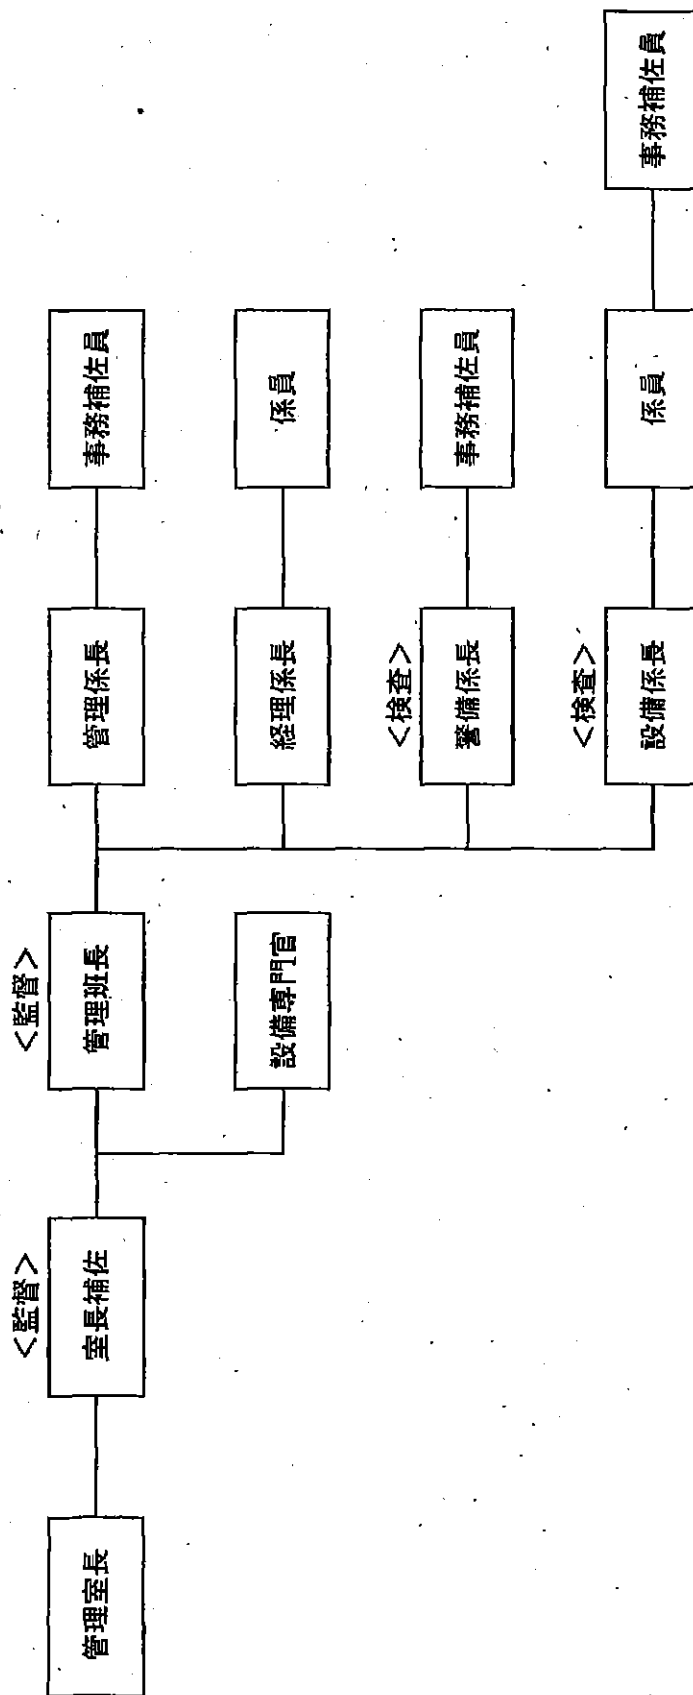 管理室長
<監督>
室長補佐
<監督>
管理班長
設備専門官
管理係長
事務補佐員
経理係長
係員
<検査>
警備係長
事務補佐員
<検査>
設備係長
係員
事務補佐員